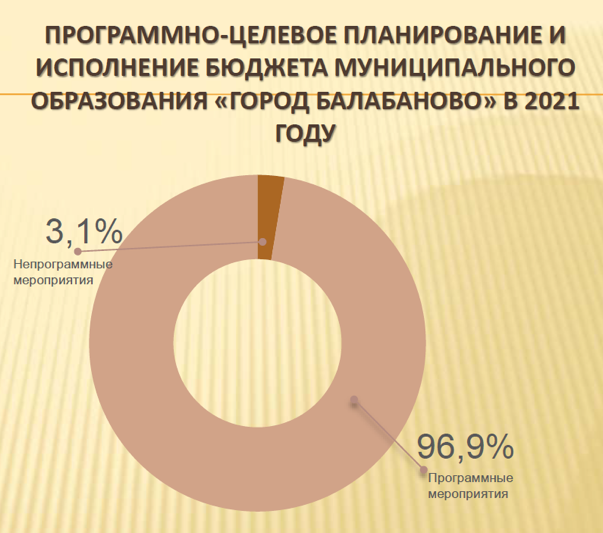 ПРОГРАММНО-ЦЕЛЕВОЕ ПЛАНИРОВАНИЕ И
ИСПОЛНЕНИЕ БЮДЖЕТА МУНИЦИПАЛЬНОГО
ОБРАЗОВАНИЯ «ГОРОД БАЛАБАНОВО» В 2021
ГОДУ
3,1%
Непрограммные
мероприятия
96,9%
Программные
мероприятия